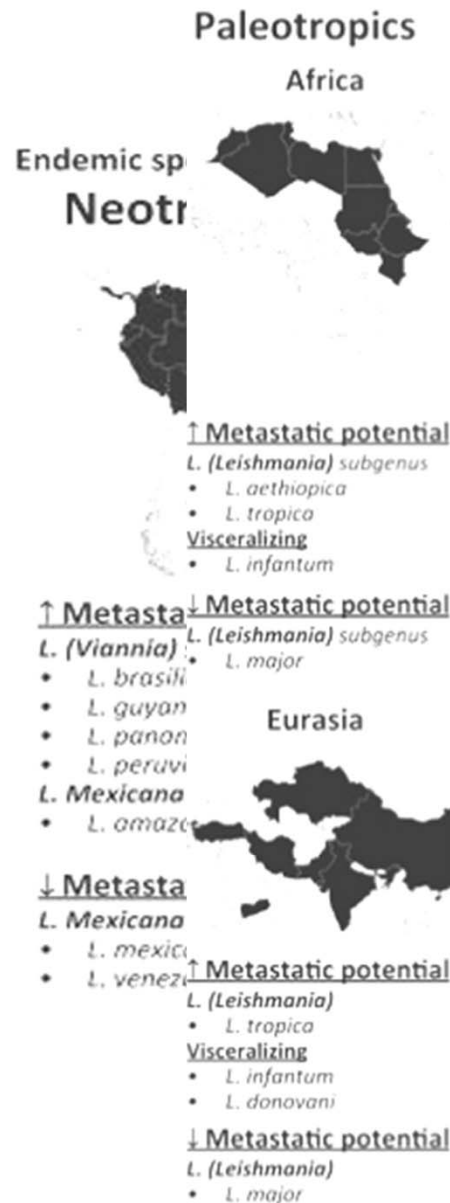 Paleotropics
Africa
Endemic sp
Neotr
↑ Metastatic potential
L. (Leishmania) subgenus
• L. aethiopica
• L. tropica
Visceralizing
• L. infantum
↓ Metastatic potential
L. (Leishmania) subgenus
• L. major
Eurasia
↑ Metastatic potential
L. (Leishmania)
• L. tropica
Visceralizing
• L. infantum
• L. donovani
↓ Metastatic potential
L. (Leishmania)
• L. major
↑ Metasta
L. (Viannia)
• L. brasili
• L. guyan
• L. panan
• L. peruvi
L. Mexicana
• L. amazo
↓ Metasta
L. Mexicana
• L. mexic
• L. venez